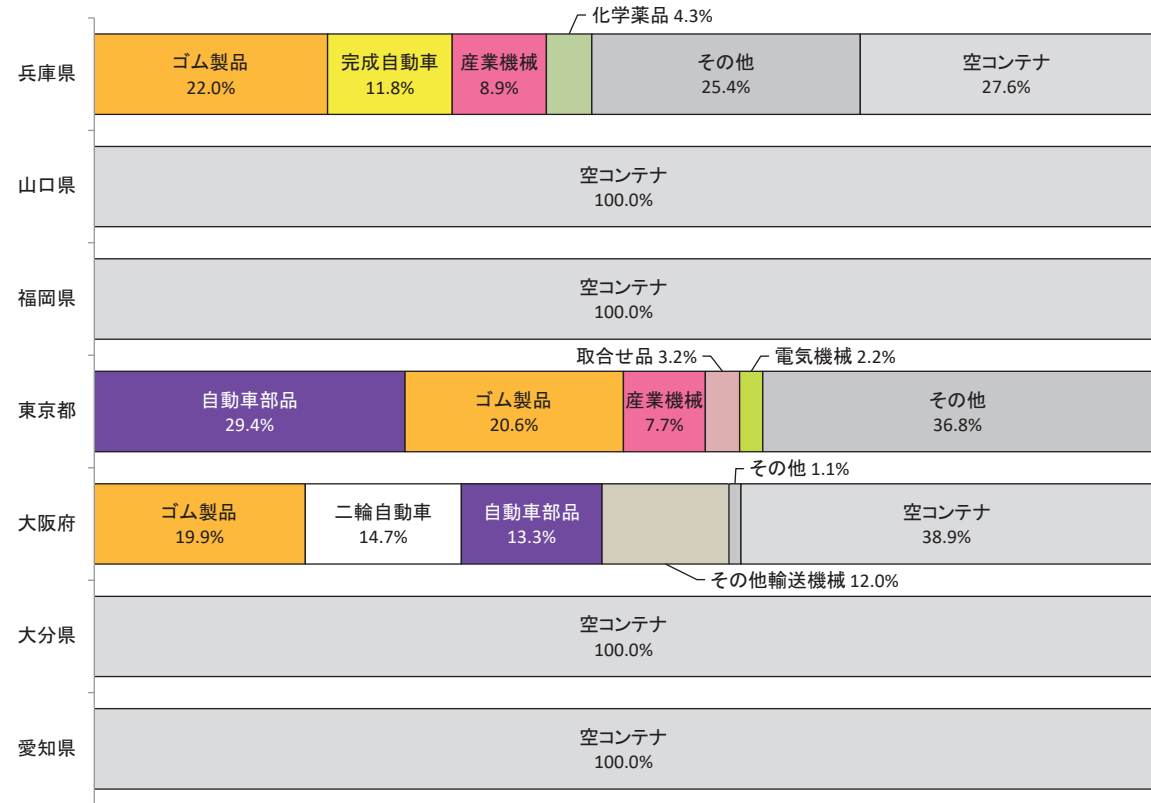 化学薬品 4.3%
兵庫県
ゴム製品
22.0%
完成自動車
11.8%
産業機械
8.9%
その他
25.4%
空コンテナ
27.6%
山口県
空コンテナ
100.0%
福岡県
空コンテナ
100.0%
取合せ品 3.2%
電気機械 2.2%
東京都
自動車部品
29.4%
ゴム製品
20.6%
産業機械
7.7%
その他
36.8%
その他 1.1%
大阪府
ゴム製品
19.9%
二輪自動車
14.7%
自動車部品
13.3%
空コンテナ
38.9%
その他輸送機械 12.0%
大分県
空コンテナ
100.0%
愛知県
空コンテナ
100.0%